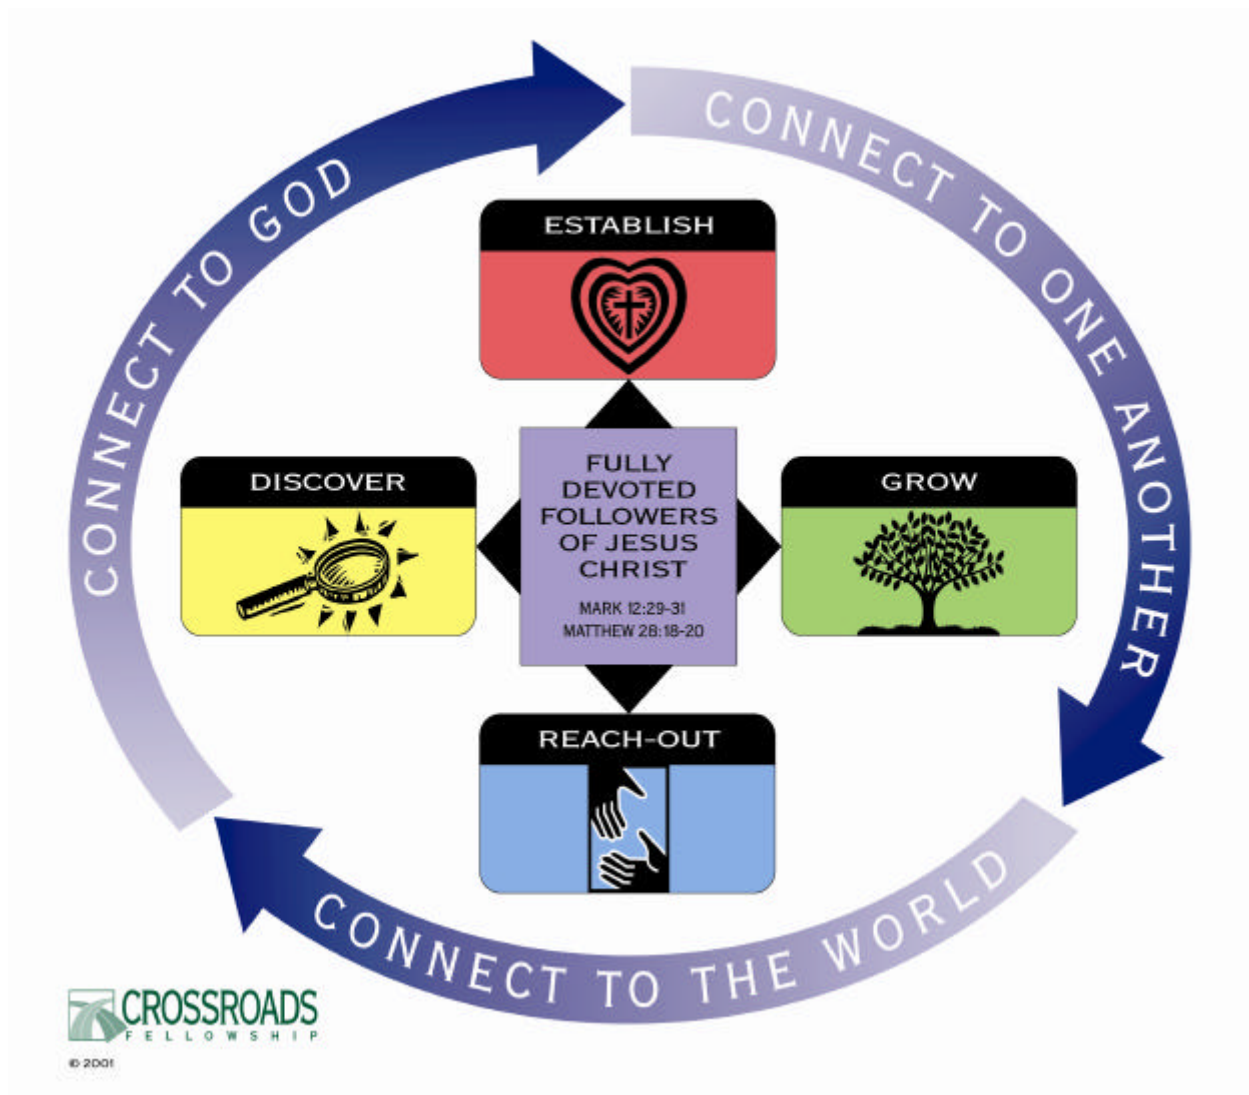 CONNECT TO GOD
CONNECT TO ONE ANOTHER
ESTABLISH
DISCOVER
FULLY
DEVOTED
FOLLOWERS
OF JESUS
CHRIST
MARK 12:29-31
MATTHEW 28:18-20
GROW
REACH-OUT
CONNECT TO THE WORLD
CROSSROADS
FELLOWSHIP
© 2001